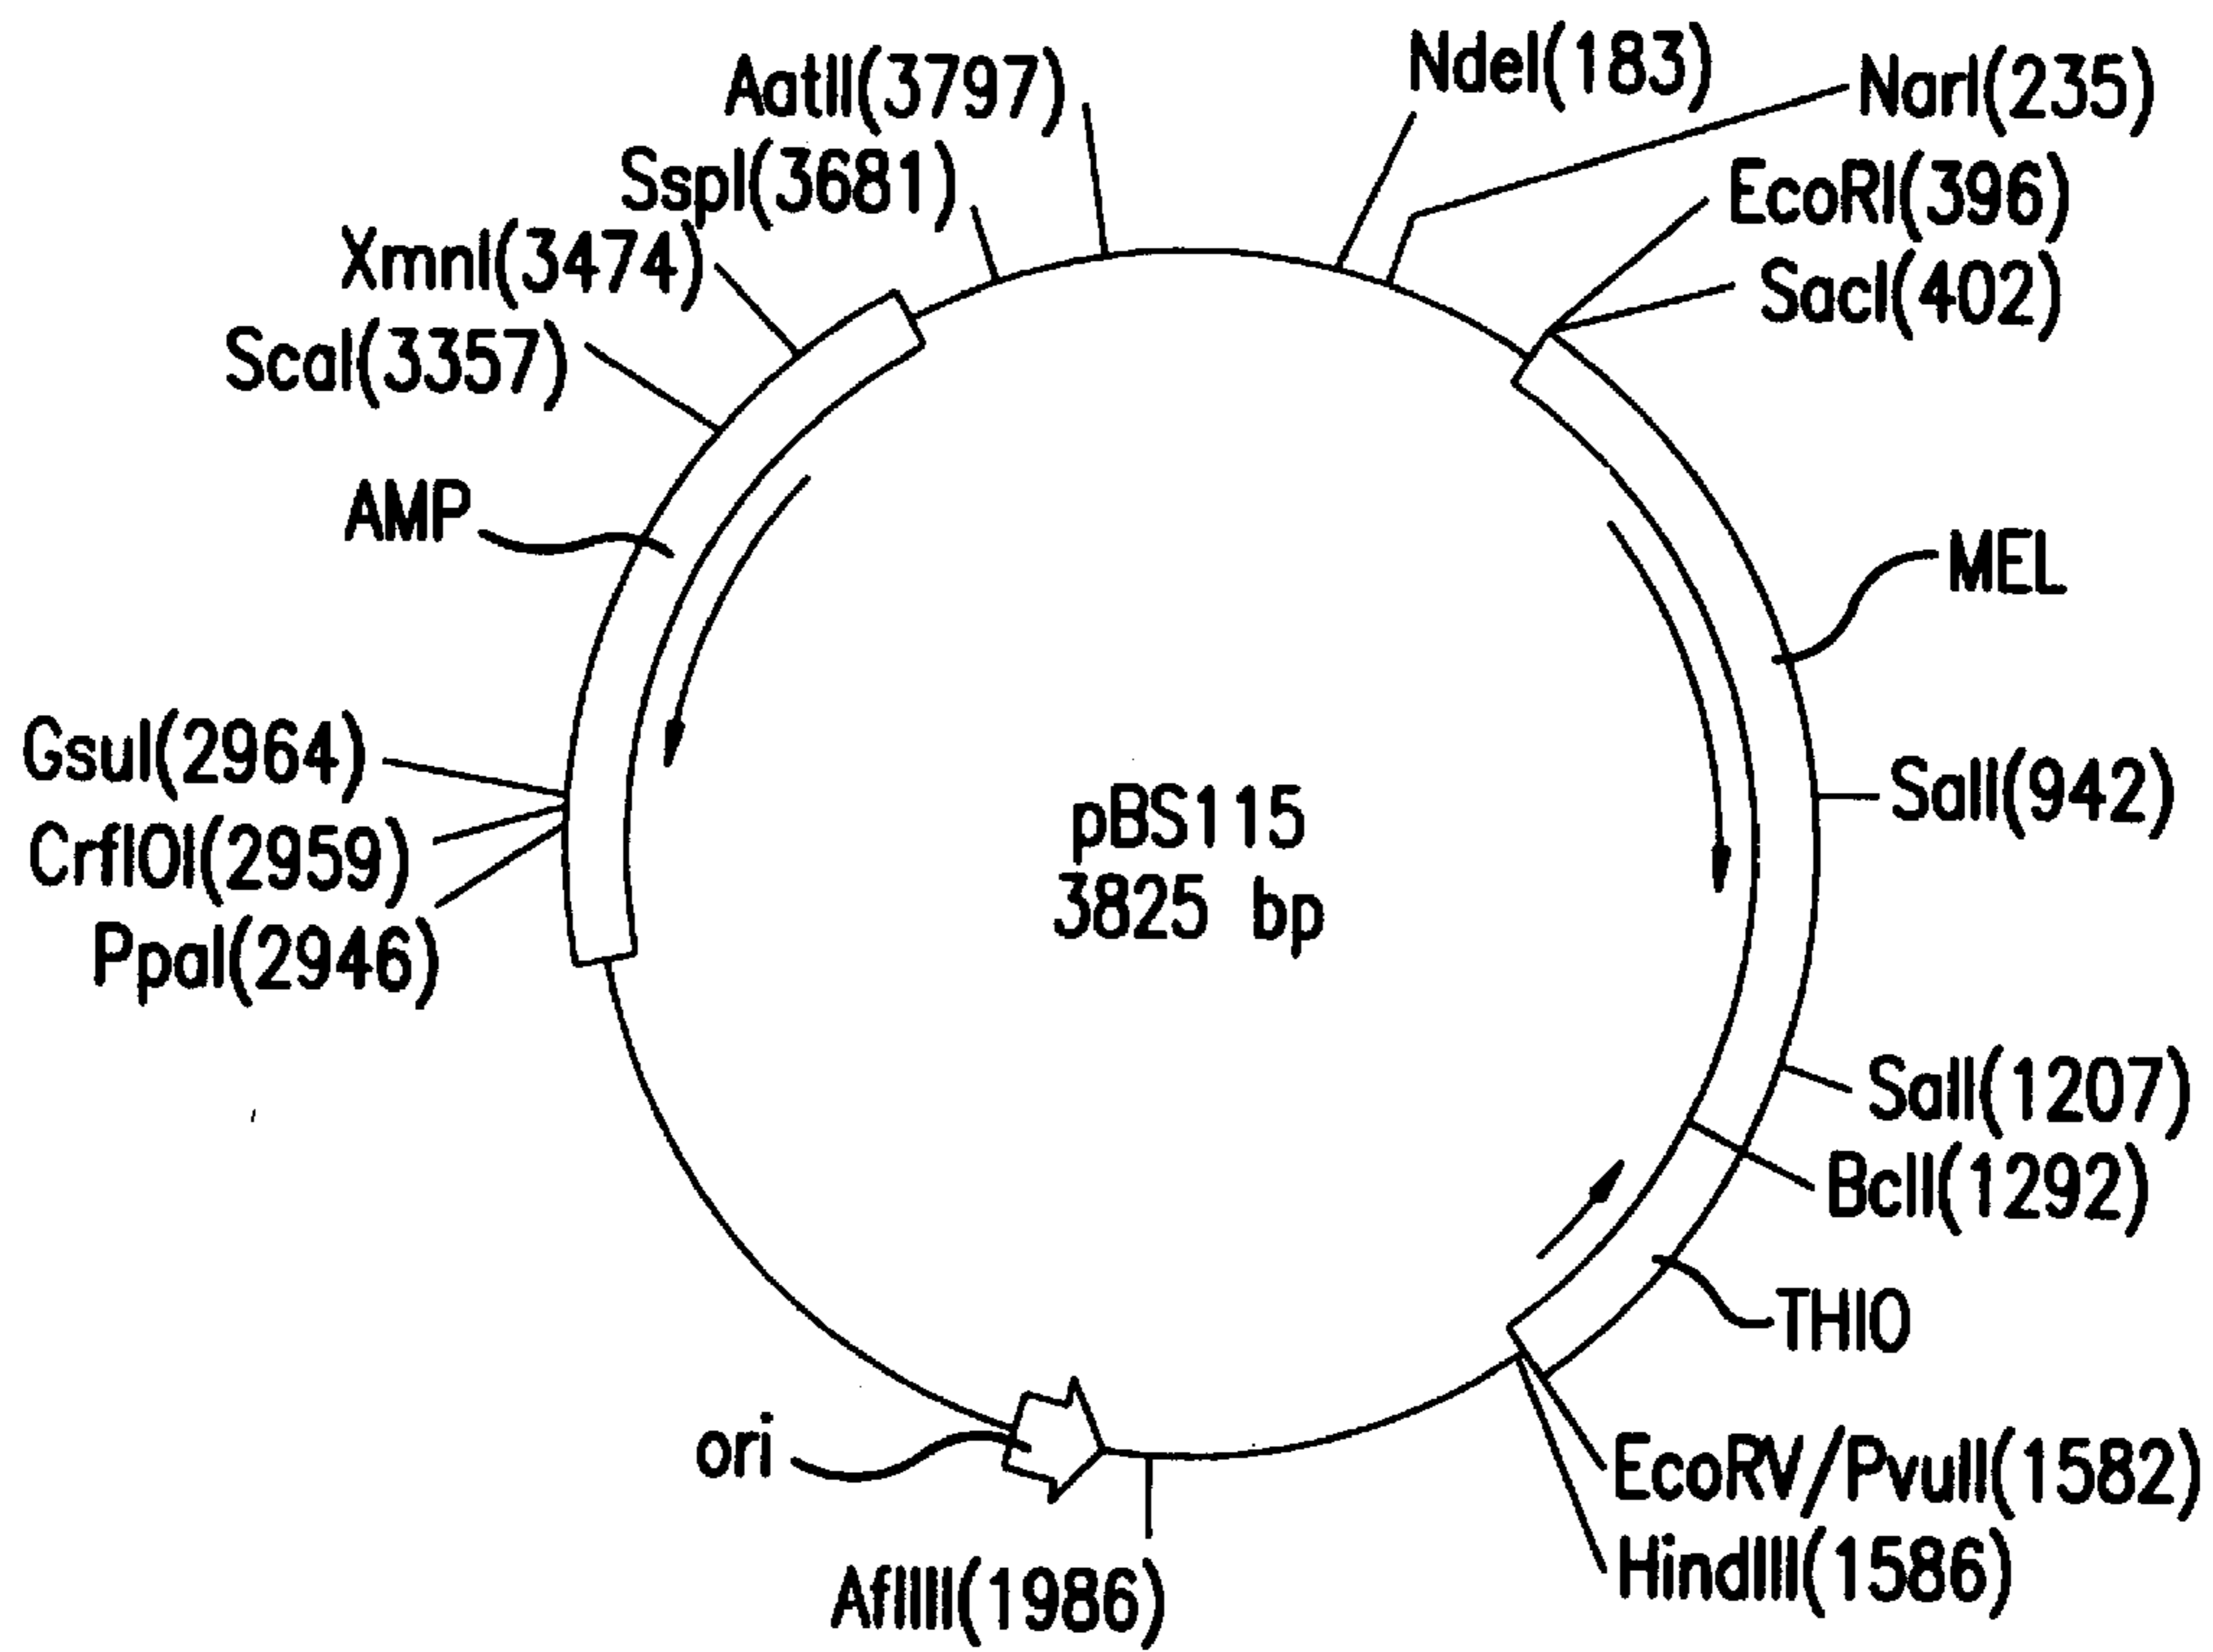 AatII(3797)
NdeI(183)
NarI(235)
SspI(3681)
EcoRI(396)
XmnI(3474)
SacI(402)
ScaI(3357)
AMP
MEL
GsuI(2964)
SalI(942)
CrflOI(2959)
pBS115
3825 bp
PpaI(2946)
SalI(1207)
BclI(1292)
THIO
ori
EcoRV/PvuII(1582)
HindIII(1586)
AflIII(1986)